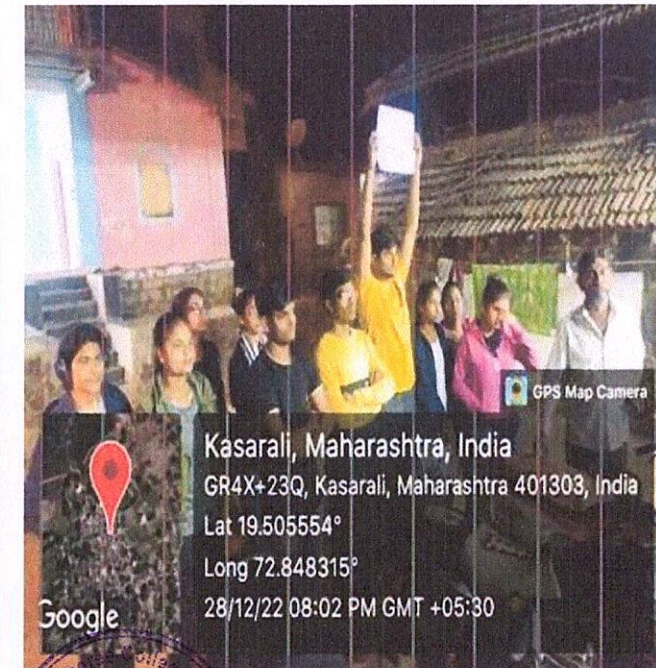 GPS Map Camera
Kasarali, Maharashtra, India
GR4X+23Q, Kasarali, Maharashtra 401303, India
Lat 19.505554°
Long 72.848315°
28/12/22 08:02 PM GMT +05:30
Google